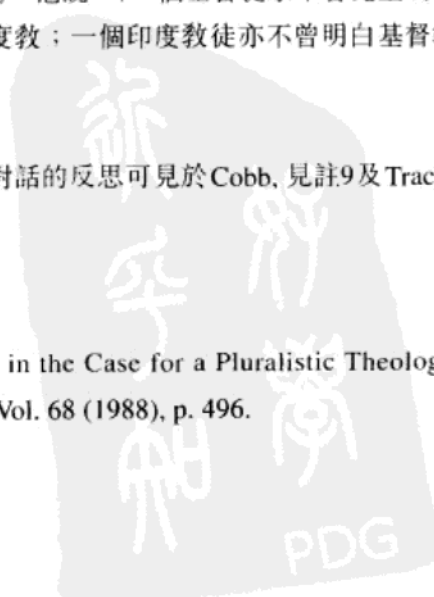 度教；一個印度教徒亦不曾明白基督
對話的反思可見於Cobb, 見註9及Trac
in the Case for a Pluralistic Theolog
Vol. 68 (1988), p. 496.
好學
PDG